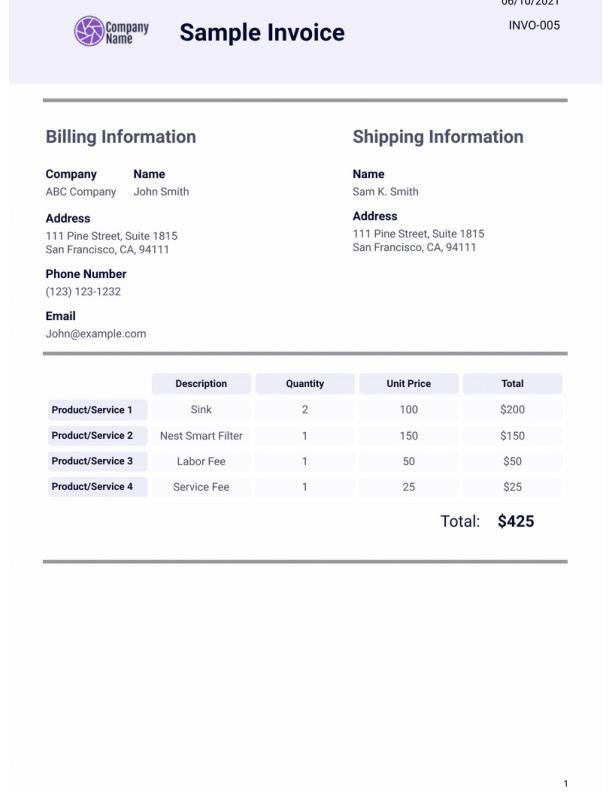 06/10/2021
Company
Name
Sample Invoice
INVO-005
Billing Information
Shipping Information
Company Name
ABC Company John Smith
Name
Sam K. Smith
Address
111 Pine Street, Suite 1815
San Francisco, CA, 94111
Address
111 Pine Street, Suite 1815
San Francisco, CA, 94111
Phone Number
(123) 123-1232
Email
John@example.com
Description Quantity Unit Price Total
Product/Service 1 Sink 2 100 $200
Product/Service 2 Nest Smart Filter 1 150 $150
Product/Service 3 Labor Fee 1 50 $50
Product/Service 4 Service Fee 1 25 $25
Total: $425
1